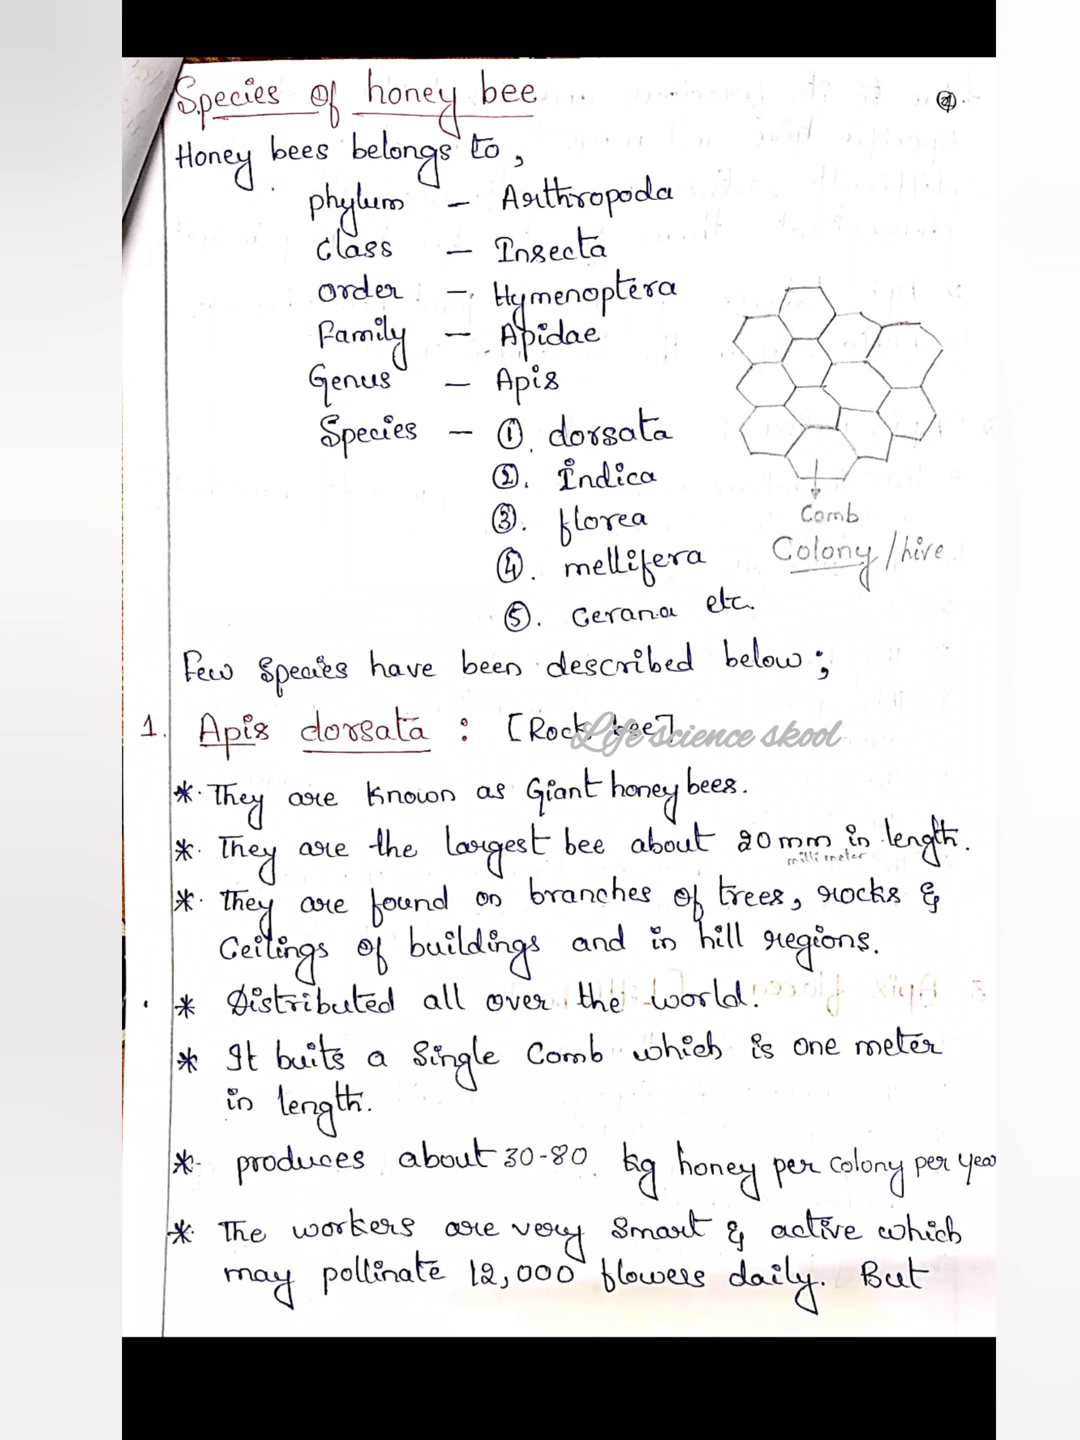 Species of honey bee
④
Honey bees belongs to,
phylum - Arthropoda
Class - Insecta
Order - Hymenoptera
Family - Apidae
Genus - Apis
Species - ① dorsata
②. Indica
③. florea
④. mellifera
⑤. Cerana etc.
Comb
Colony/hive
Few Species have been described below;
1. Apis dorsata : [Rock bee]
Life science skool
* They are known as Giant honey bees.
* They are the largest bee about 20mm in length.
milli meter
* They are found on branches of trees, rocks &
Ceilings of buildings and in hill regions.
* Distributed all over the world.
* It buits a Single Comb which is one meter
in length.
* produces about 30-80 kg honey per colony per year
* The workers are very Smart & active which
may pollinate 12,000 flowers daily. But